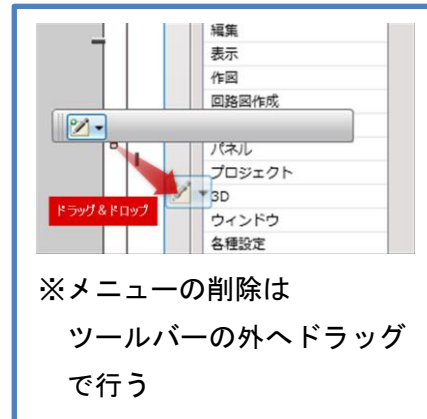 編集
表示
作図
回路図作成
パネル
プロジェクト
3D
ウィンドウ
各種設定
ドラッグ＆ドロップ
※メニューの削除は
ツールバーの外へドラッグ
で行う